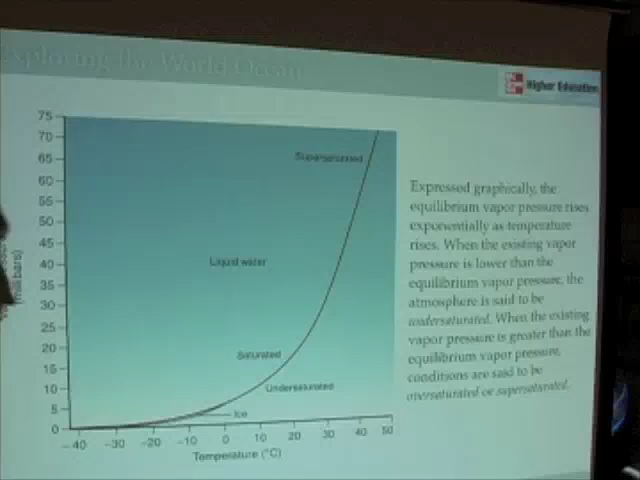 Exploring the World Ocean
Higher Education
75
70
65
60
55
50
45
40
35
30
25
20
15
10
5
0
(millibars)
Supersaturated
Liquid water
Saturated
Undersaturated
Ice
−40 −30 −20 −10 0 10 20 30 40 50
Temperature (°C)
Expressed graphically, the
equilibrium vapor pressure rises
exponentially as temperature
rises. When the existing vapor
pressure is lower than the
equilibrium vapor pressure, the
atmosphere is said to be
undersaturated. When the existing
vapor pressure is greater than the
equilibrium vapor pressure,
conditions are said to be
oversaturated or supersaturated.